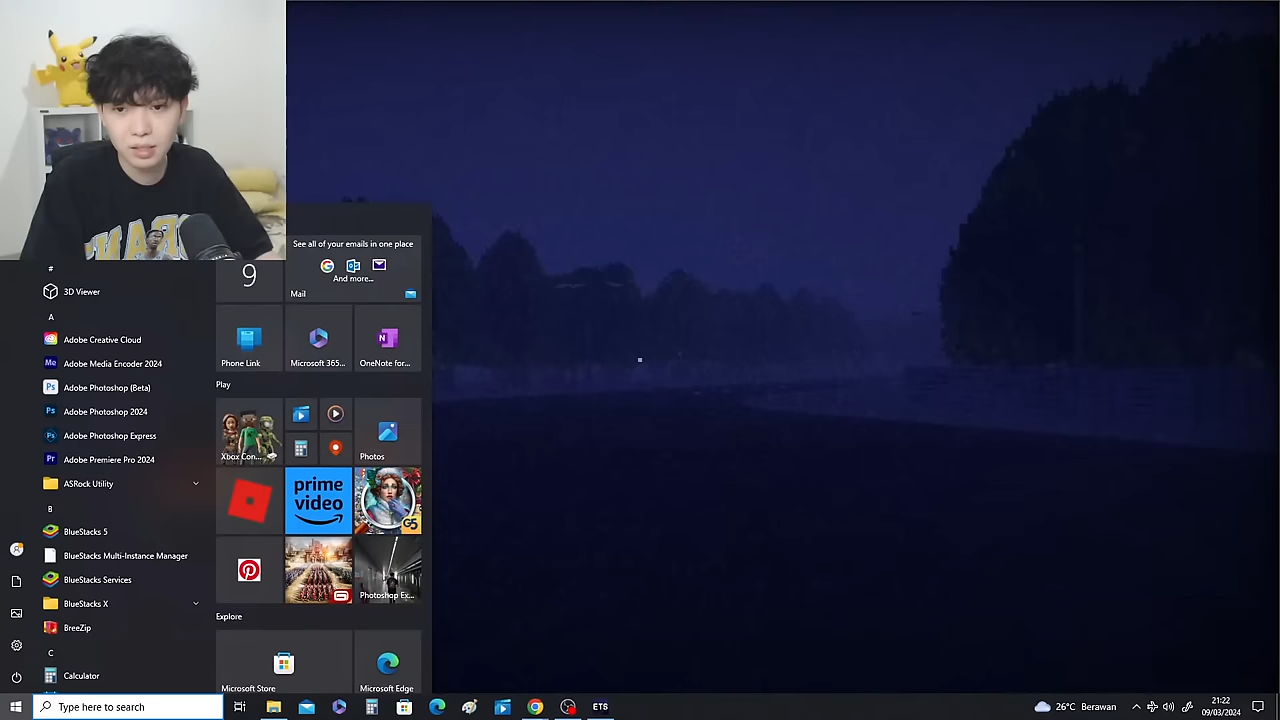 See all of your emails in one place
And more...
Mail
9
#
3D Viewer
A
Adobe Creative Cloud
Adobe Media Encoder 2024
Adobe Photoshop (Beta)
Adobe Photoshop 2024
Adobe Photoshop Express
Adobe Premiere Pro 2024
ASRock Utility
B
BlueStacks 5
BlueStacks Multi-Instance Manager
BlueStacks Services
BlueStacks X
BreeZip
C
Calculator
Phone Link
Microsoft 365...
OneNote for...
Play
Xbox Con...
Photos
prime
video
G5
Photoshop Ex...
Explore
Microsoft Store
Microsoft Edge
Type here to search
ETS
26°C Berawan
21:22
09/03/2024